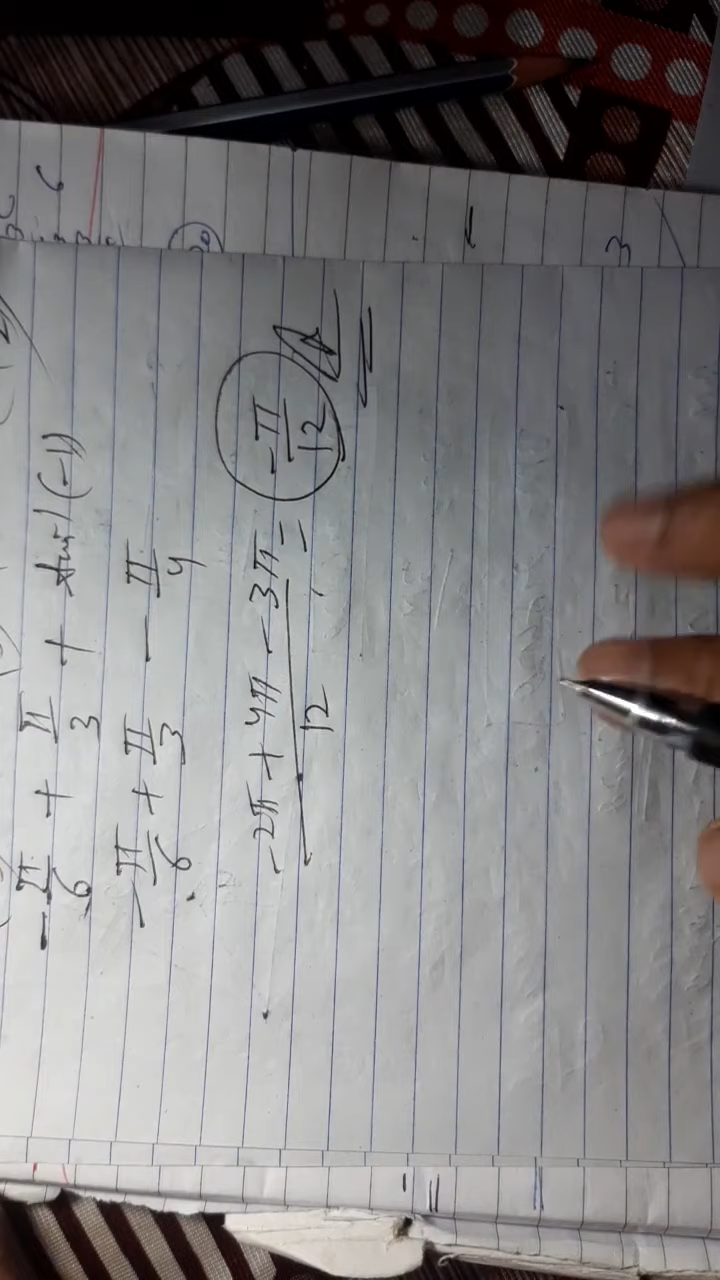 -π/6 + π/3 + tan⁻¹(-1)
-π/6 + π/3 - π/4
-2π + 4π - 3π / 12 = -π/12